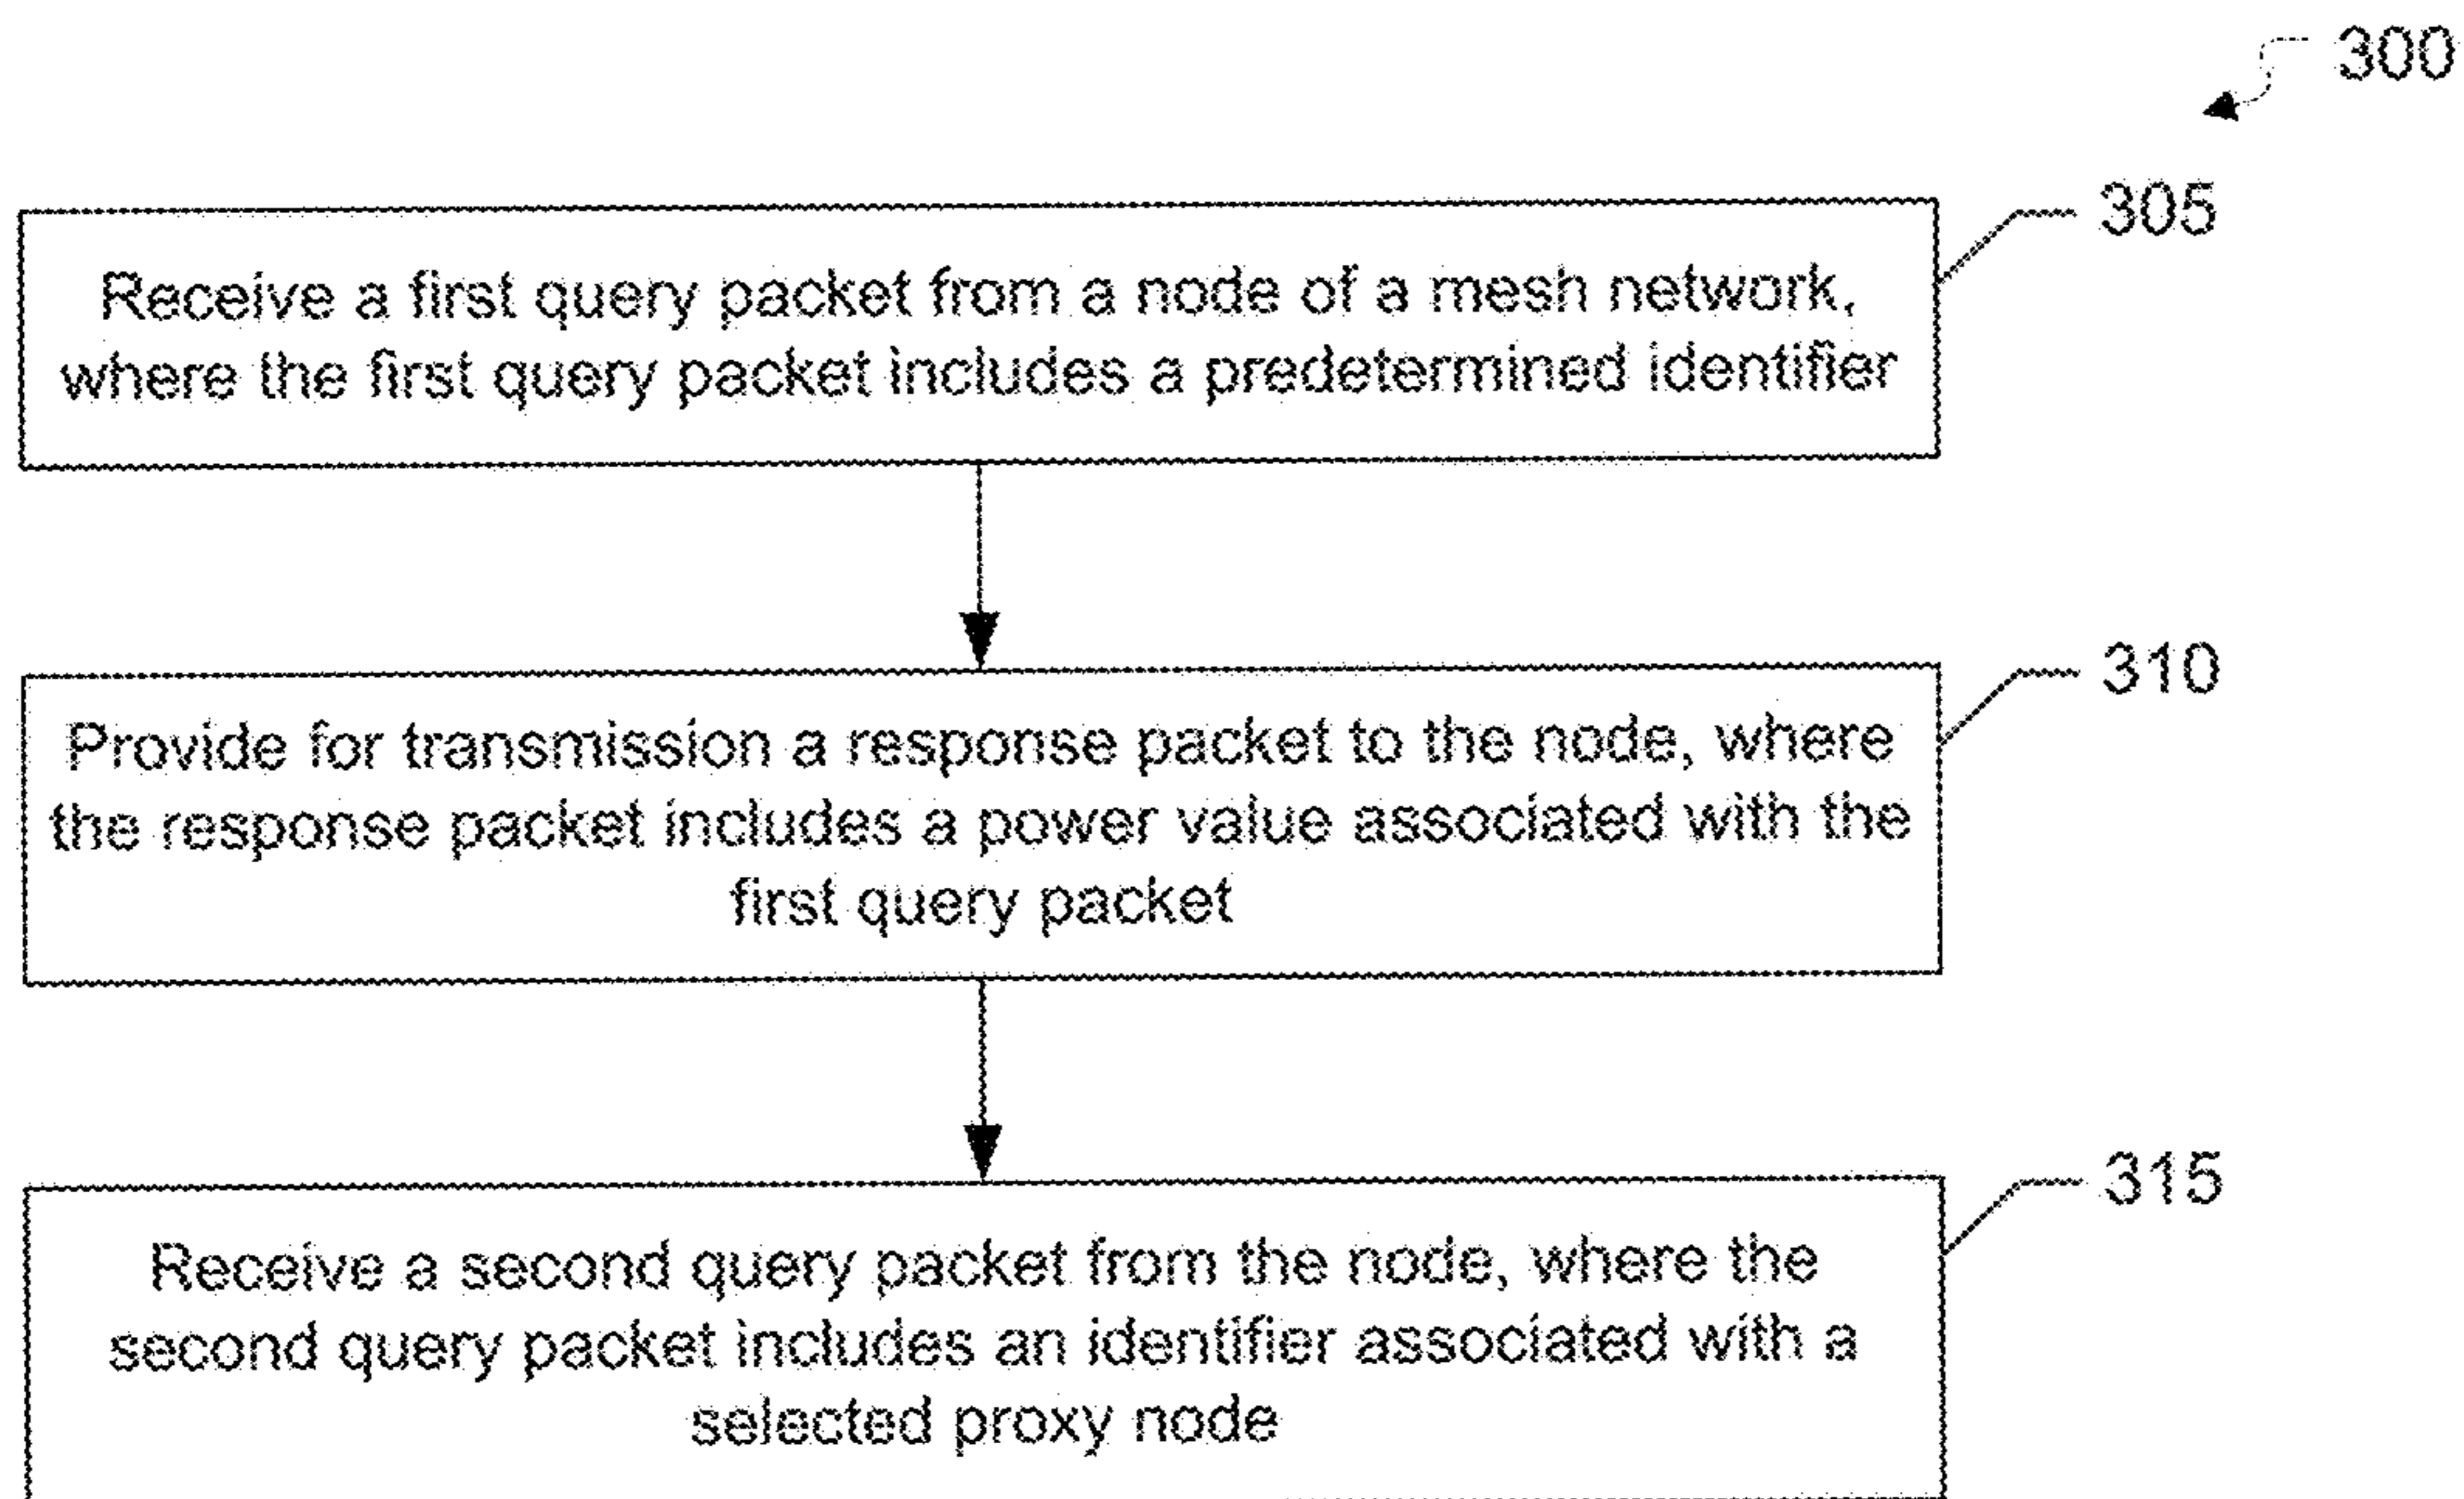 300
305
Receive a first query packet from a node of a mesh network,
where the first query packet includes a predetermined identifier
310
Provide for transmission a response packet to the node, where
the response packet includes a power value associated with the
first query packet
315
Receive a second query packet from the node, where the
second query packet includes an identifier associated with a
selected proxy node